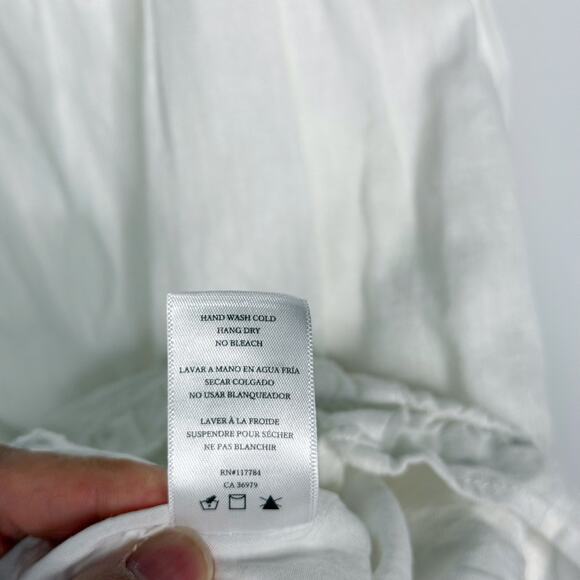 HAND WASH COLD
HANG DRY
NO BLEACH
LAVAR A MANO EN AGUA FRÍA
SECAR COLGADO
NO USAR BLANQUEADOR
LAVER À LA FROIDE
SUSPENDRE POUR SÉCHER
NE PAS BLANCHIR
RN#117784
CA 36979